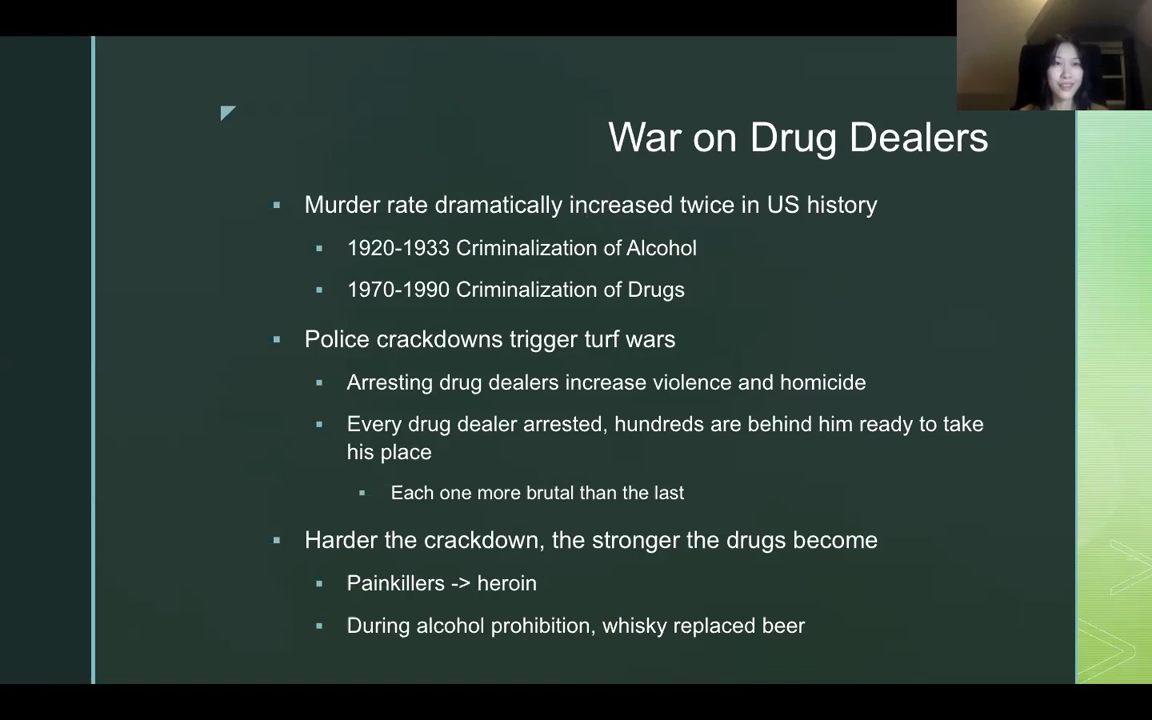 War on Drug Dealers
Murder rate dramatically increased twice in US history
1920-1933 Criminalization of Alcohol
1970-1990 Criminalization of Drugs
Police crackdowns trigger turf wars
Arresting drug dealers increase violence and homicide
Every drug dealer arrested, hundreds are behind him ready to take
his place
Each one more brutal than the last
Harder the crackdown, the stronger the drugs become
Painkillers -> heroin
During alcohol prohibition, whisky replaced beer